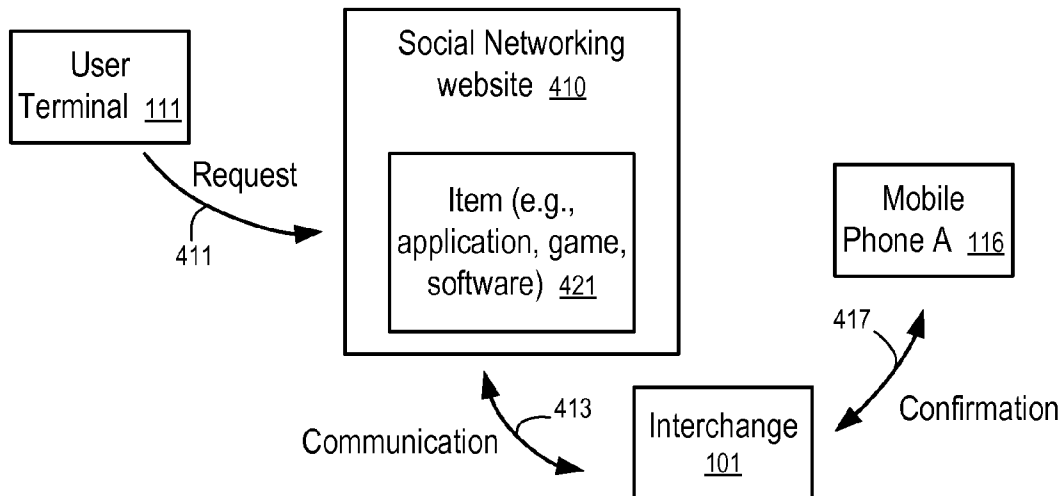 User
Terminal 111
Request
411
Social Networking
website 410
Item (e.g.,
application, game,
software) 421
Mobile
Phone A 116
417
Confirmation
413
Communication
Interchange
101